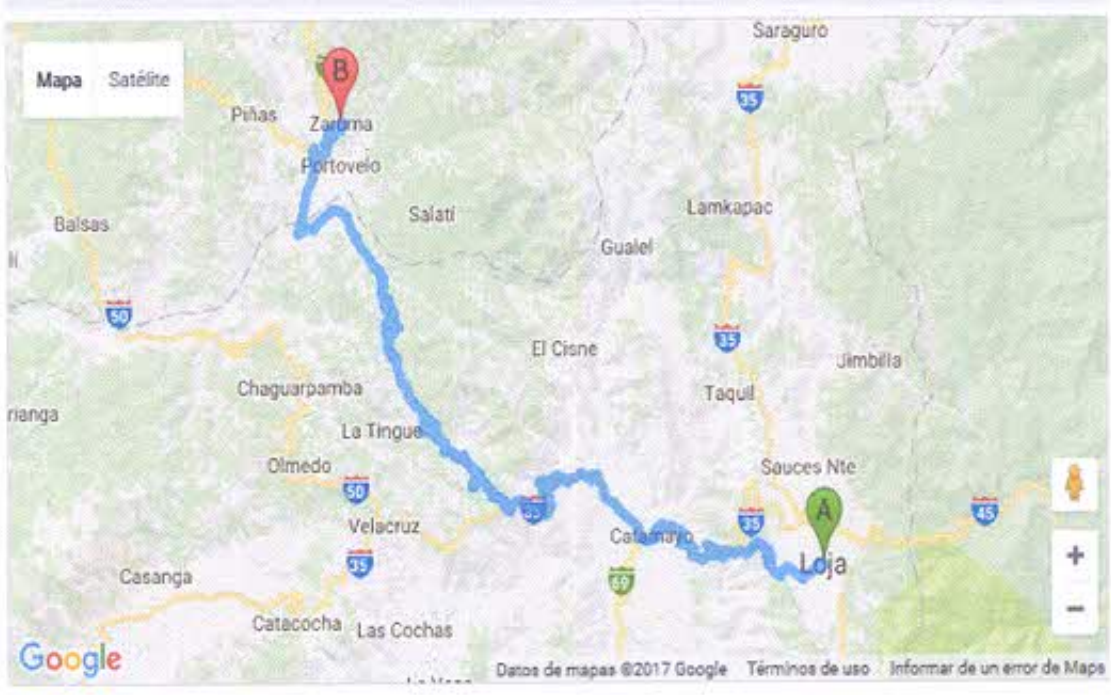 Saraguro
Mapa Satélite
B
35
Piñas
Zaruma
Portovelo
Salatí
Lamkapac
Balsas
Gualel
50
35
El Cisne
Jimbilla
Chaguarpamba
Taquil
rianga
La Tingue
Olmedo
Sauces Nte
50
A
35
35
45
Velacruz
Catamayo
35
Loja
Casanga
69
+
−
Catacocha
Las Cochas
Google
Datos de mapas ©2017 Google Términos de uso Informar de un error de Maps